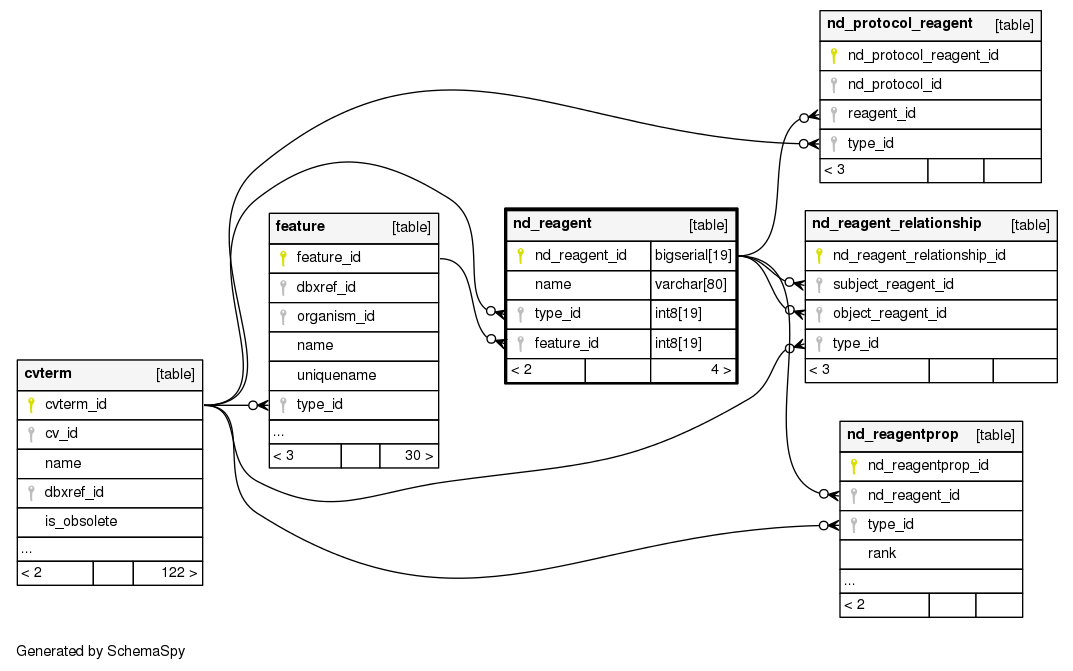 nd_protocol_reagent [table]
nd_protocol_reagent_id
nd_protocol_id
reagent_id
type_id
< 3
feature [table]
feature_id
dbxref_id
organism_id
name
uniquename
type_id
...
< 3 30 >
nd_reagent [table]
nd_reagent_id bigserial[19]
name varchar[80]
type_id int8[19]
feature_id int8[19]
< 2 4 >
nd_reagent_relationship [table]
nd_reagent_relationship_id
subject_reagent_id
object_reagent_id
type_id
< 3
cvterm [table]
cvterm_id
cv_id
name
dbxref_id
is_obsolete
...
< 2 122 >
nd_reagentprop [table]
nd_reagentprop_id
nd_reagent_id
type_id
rank
...
< 2
Generated by SchemaSpy